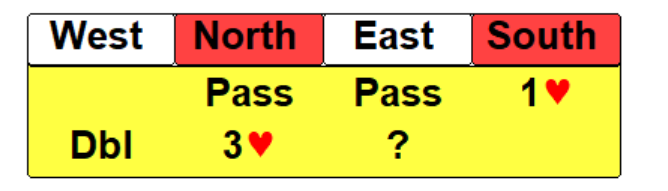 West North East South
Pass Pass 1♥
Dbl 3♥ ?